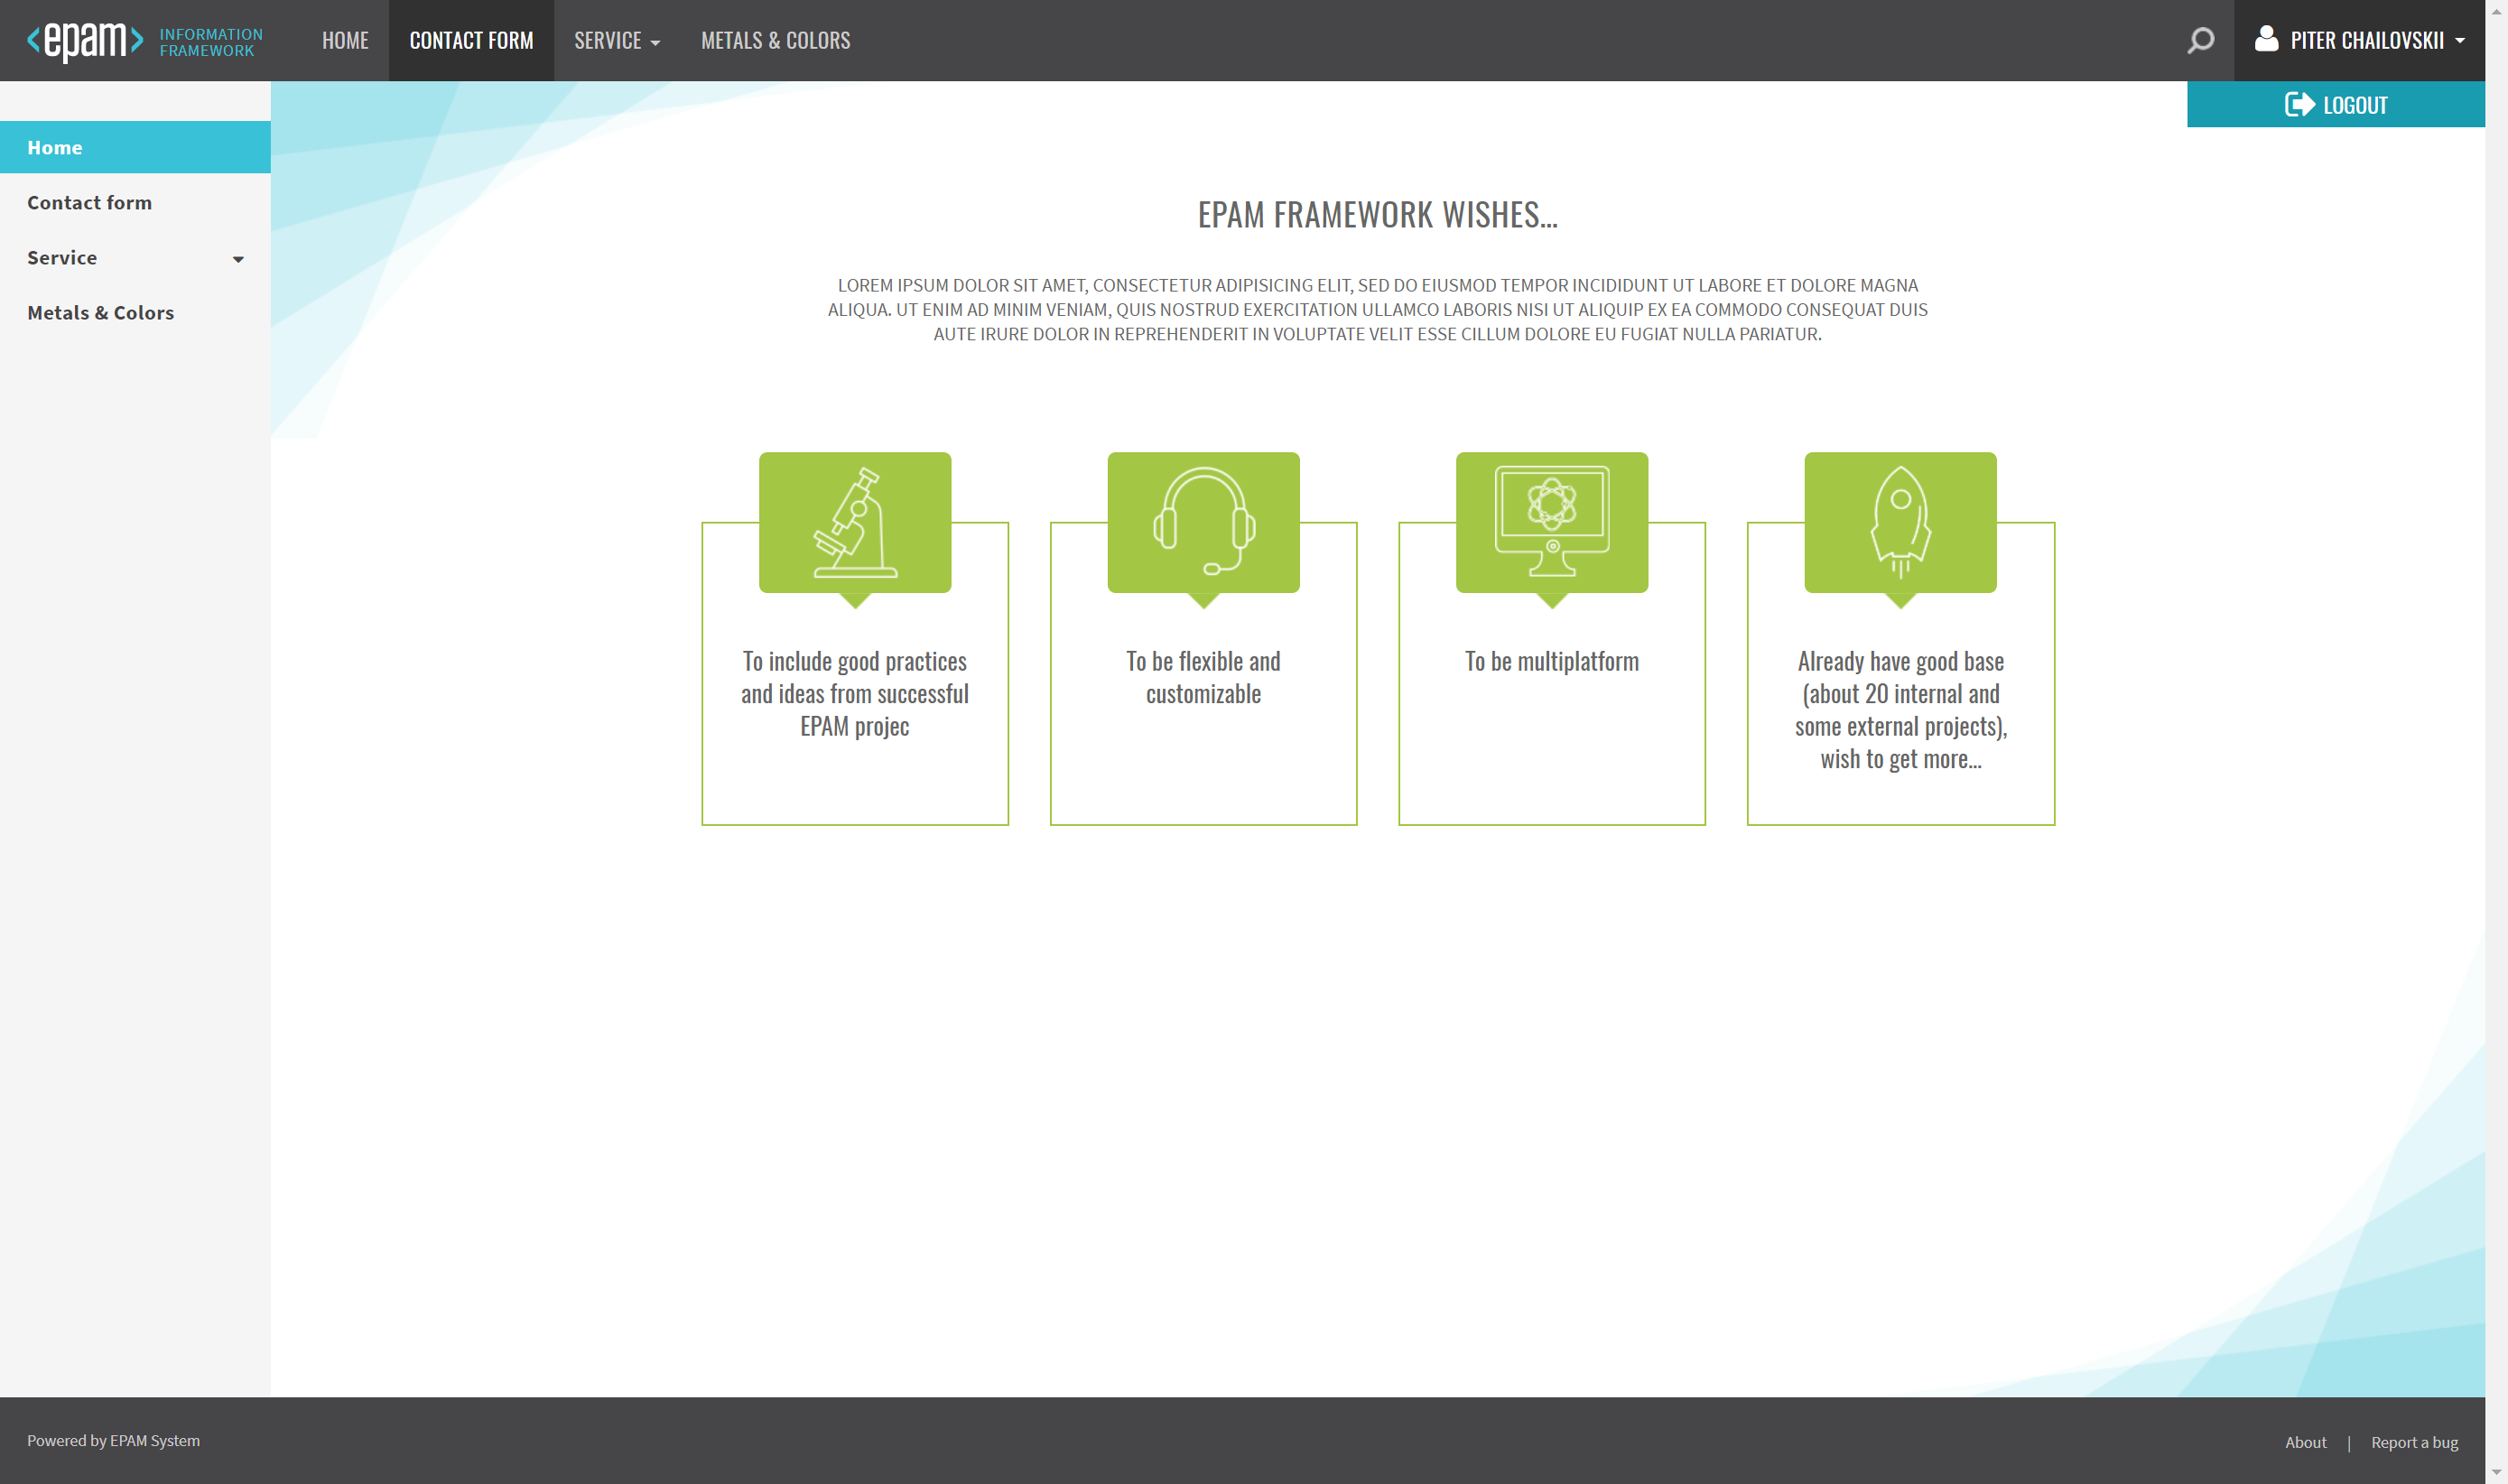 <epam> INFORMATION
FRAMEWORK
HOME
CONTACT FORM
SERVICE
METALS & COLORS
PITER CHAILOVSKII
LOGOUT
Home
Contact form
Service
Metals & Colors
EPAM FRAMEWORK WISHES...
LOREM IPSUM DOLOR SIT AMET, CONSECTETUR ADIPISICING ELIT, SED DO EIUSMOD TEMPOR INCIDIDUNT UT LABORE ET DOLORE MAGNA
ALIQUA. UT ENIM AD MINIM VENIAM, QUIS NOSTRUD EXERCITATION ULLAMCO LABORIS NISI UT ALIQUIP EX EA COMMODO CONSEQUAT DUIS
AUTE IRURE DOLOR IN REPREHENDERIT IN VOLUPTATE VELIT ESSE CILLUM DOLORE EU FUGIAT NULLA PARIATUR.
To include good practices
and ideas from successful
EPAM projec
To be flexible and
customizable
To be multiplatform
Already have good base
(about 20 internal and
some external projects),
wish to get more...
Powered by EPAM System
About | Report a bug